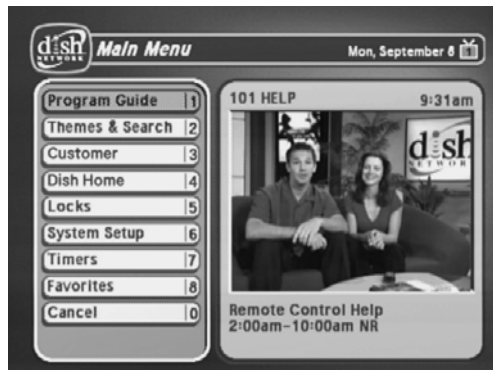 dish
NETWORK
Main Menu
Mon, September 8
1
Program Guide 1
Themes & Search 2
Customer 3
Dish Home 4
Locks 5
System Setup 6
Timers 7
Favorites 8
Cancel 0
101 HELP 9:31am
dish
NETWORK
Remote Control Help
2:00am-10:00am NR